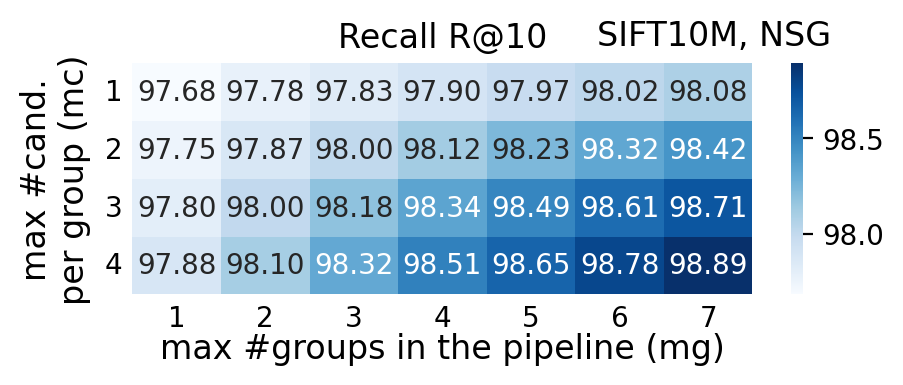 Recall R@10 SIFT10M, NSG
max #cand.
per group (mc)
1 97.68 97.78 97.83 97.90 97.97 98.02 98.08
2 97.75 97.87 98.00 98.12 98.23 98.32 98.42
3 97.80 98.00 98.18 98.34 98.49 98.61 98.71
4 97.88 98.10 98.32 98.51 98.65 98.78 98.89
1 2 3 4 5 6 7
max #groups in the pipeline (mg)
98.5
98.0